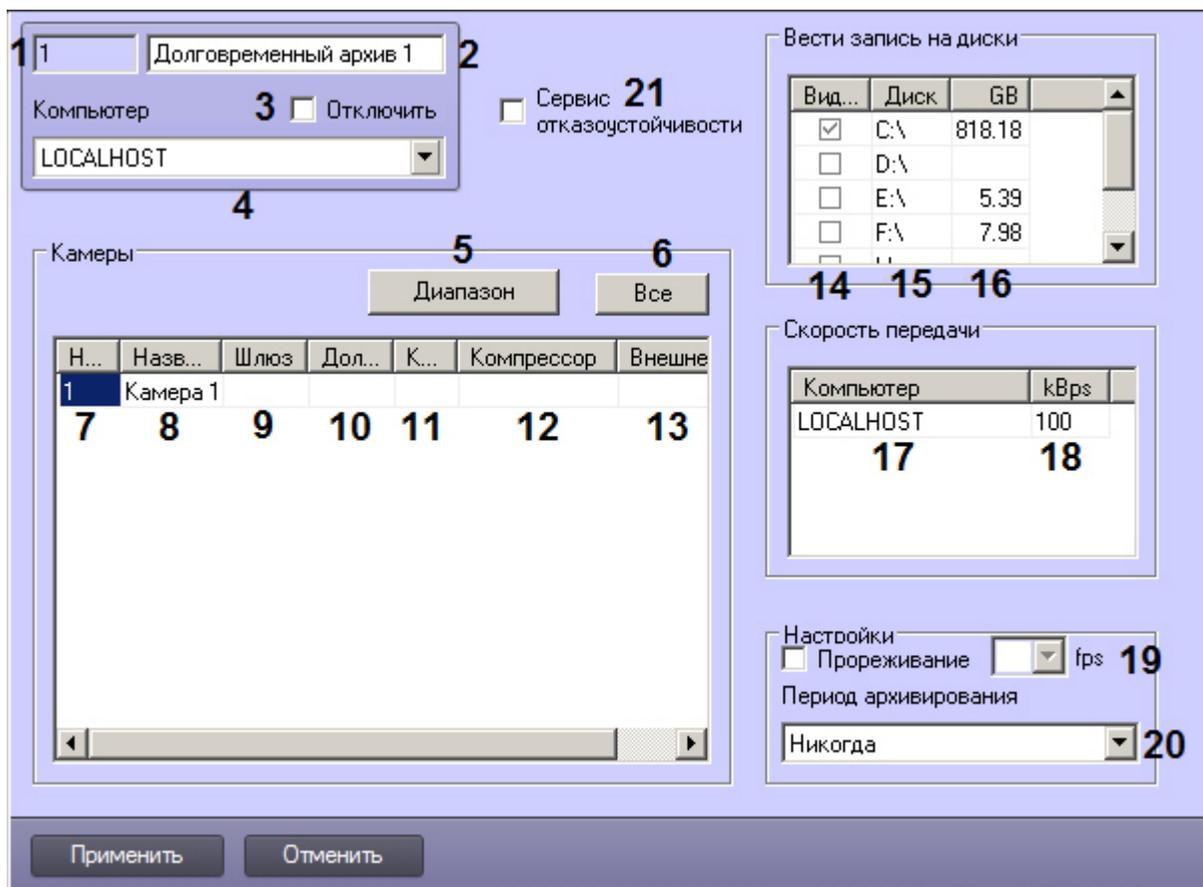 1 1 Долговременный архив 1 2
Компьютер 3 Отключить
LOCALHOST
4
Сервис 21
отказоустойчивости
Камеры
5 6
Диапазон Все
Н... Назв... Шлюз Дол... К... Компрессор Внешне
1 Камера 1
7 8 9 10 11 12 13
Вести запись на диски
Вид... Диск GB
C:\ 818.18
D:\
E:\ 5.39
F:\ 7.98
14 15 16
Скорость передачи
Компьютер kBps
LOCALHOST 100
17 18
Настройки
Прореживание fps 19
Период архивирования
Никогда 20
Применить Отменить